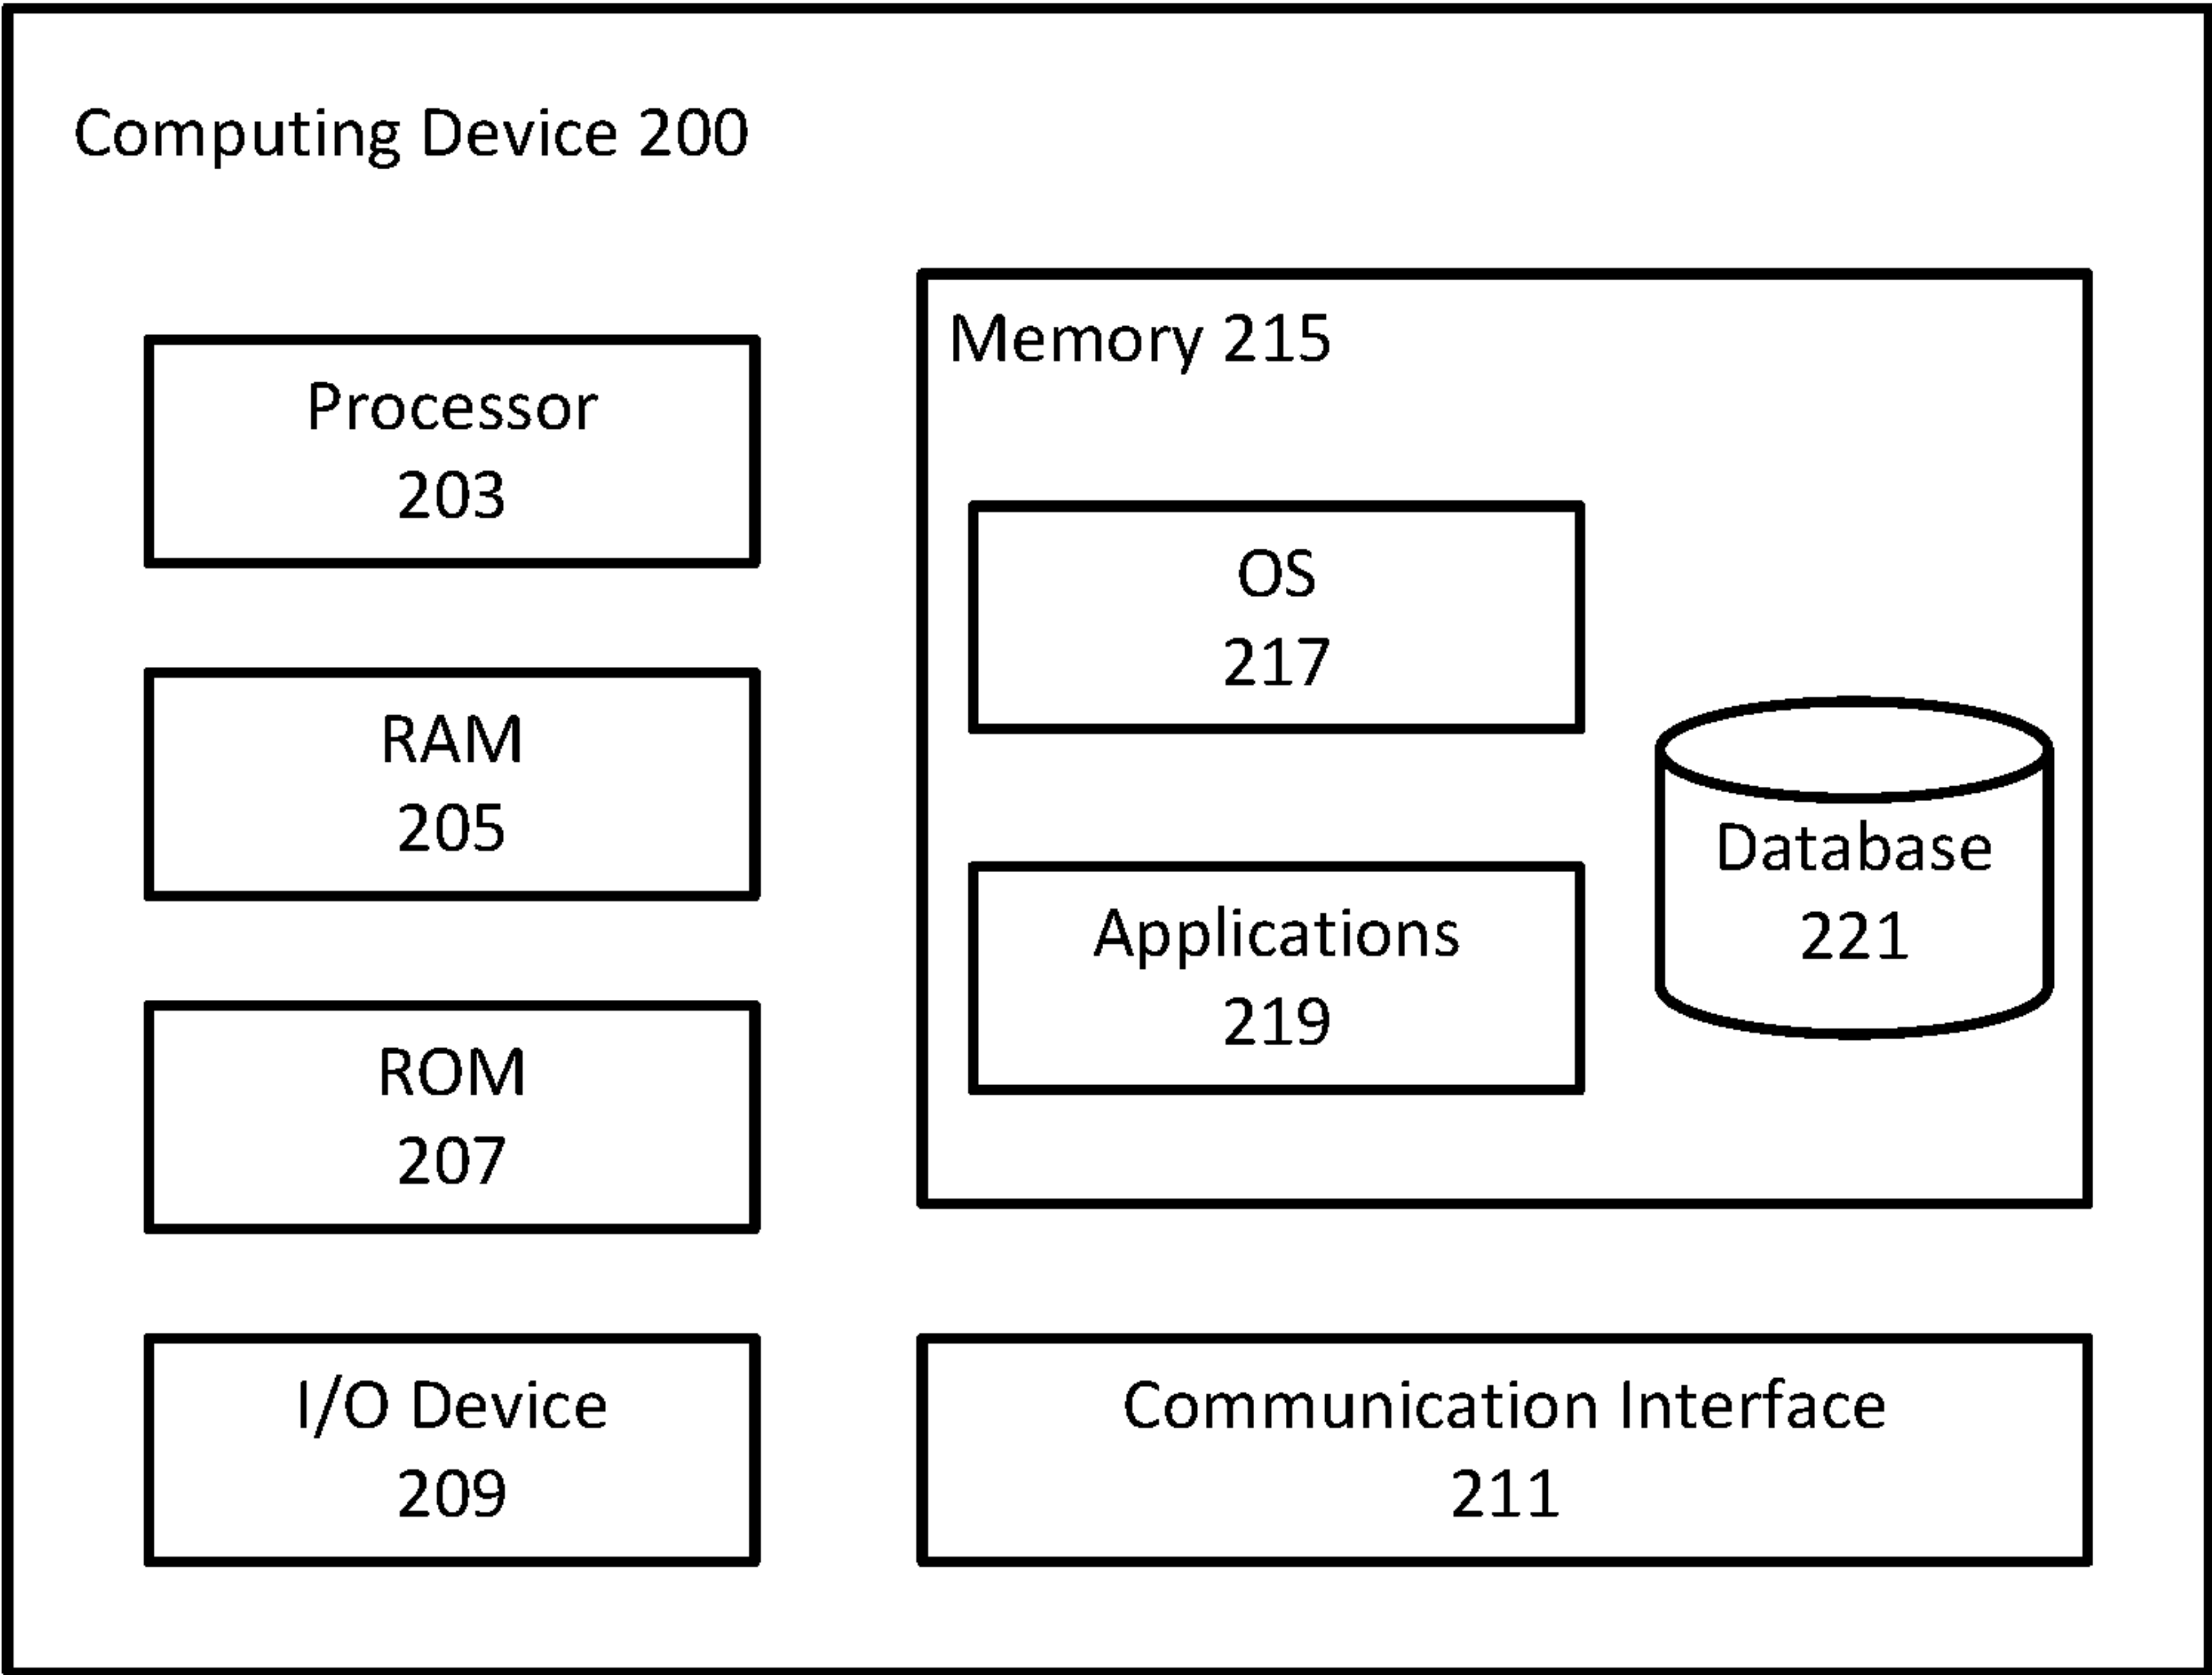 Computing Device 200
Processor
203
RAM
205
ROM
207
I/O Device
209
Memory 215
OS
217
Applications
219
Database
221
Communication Interface
211